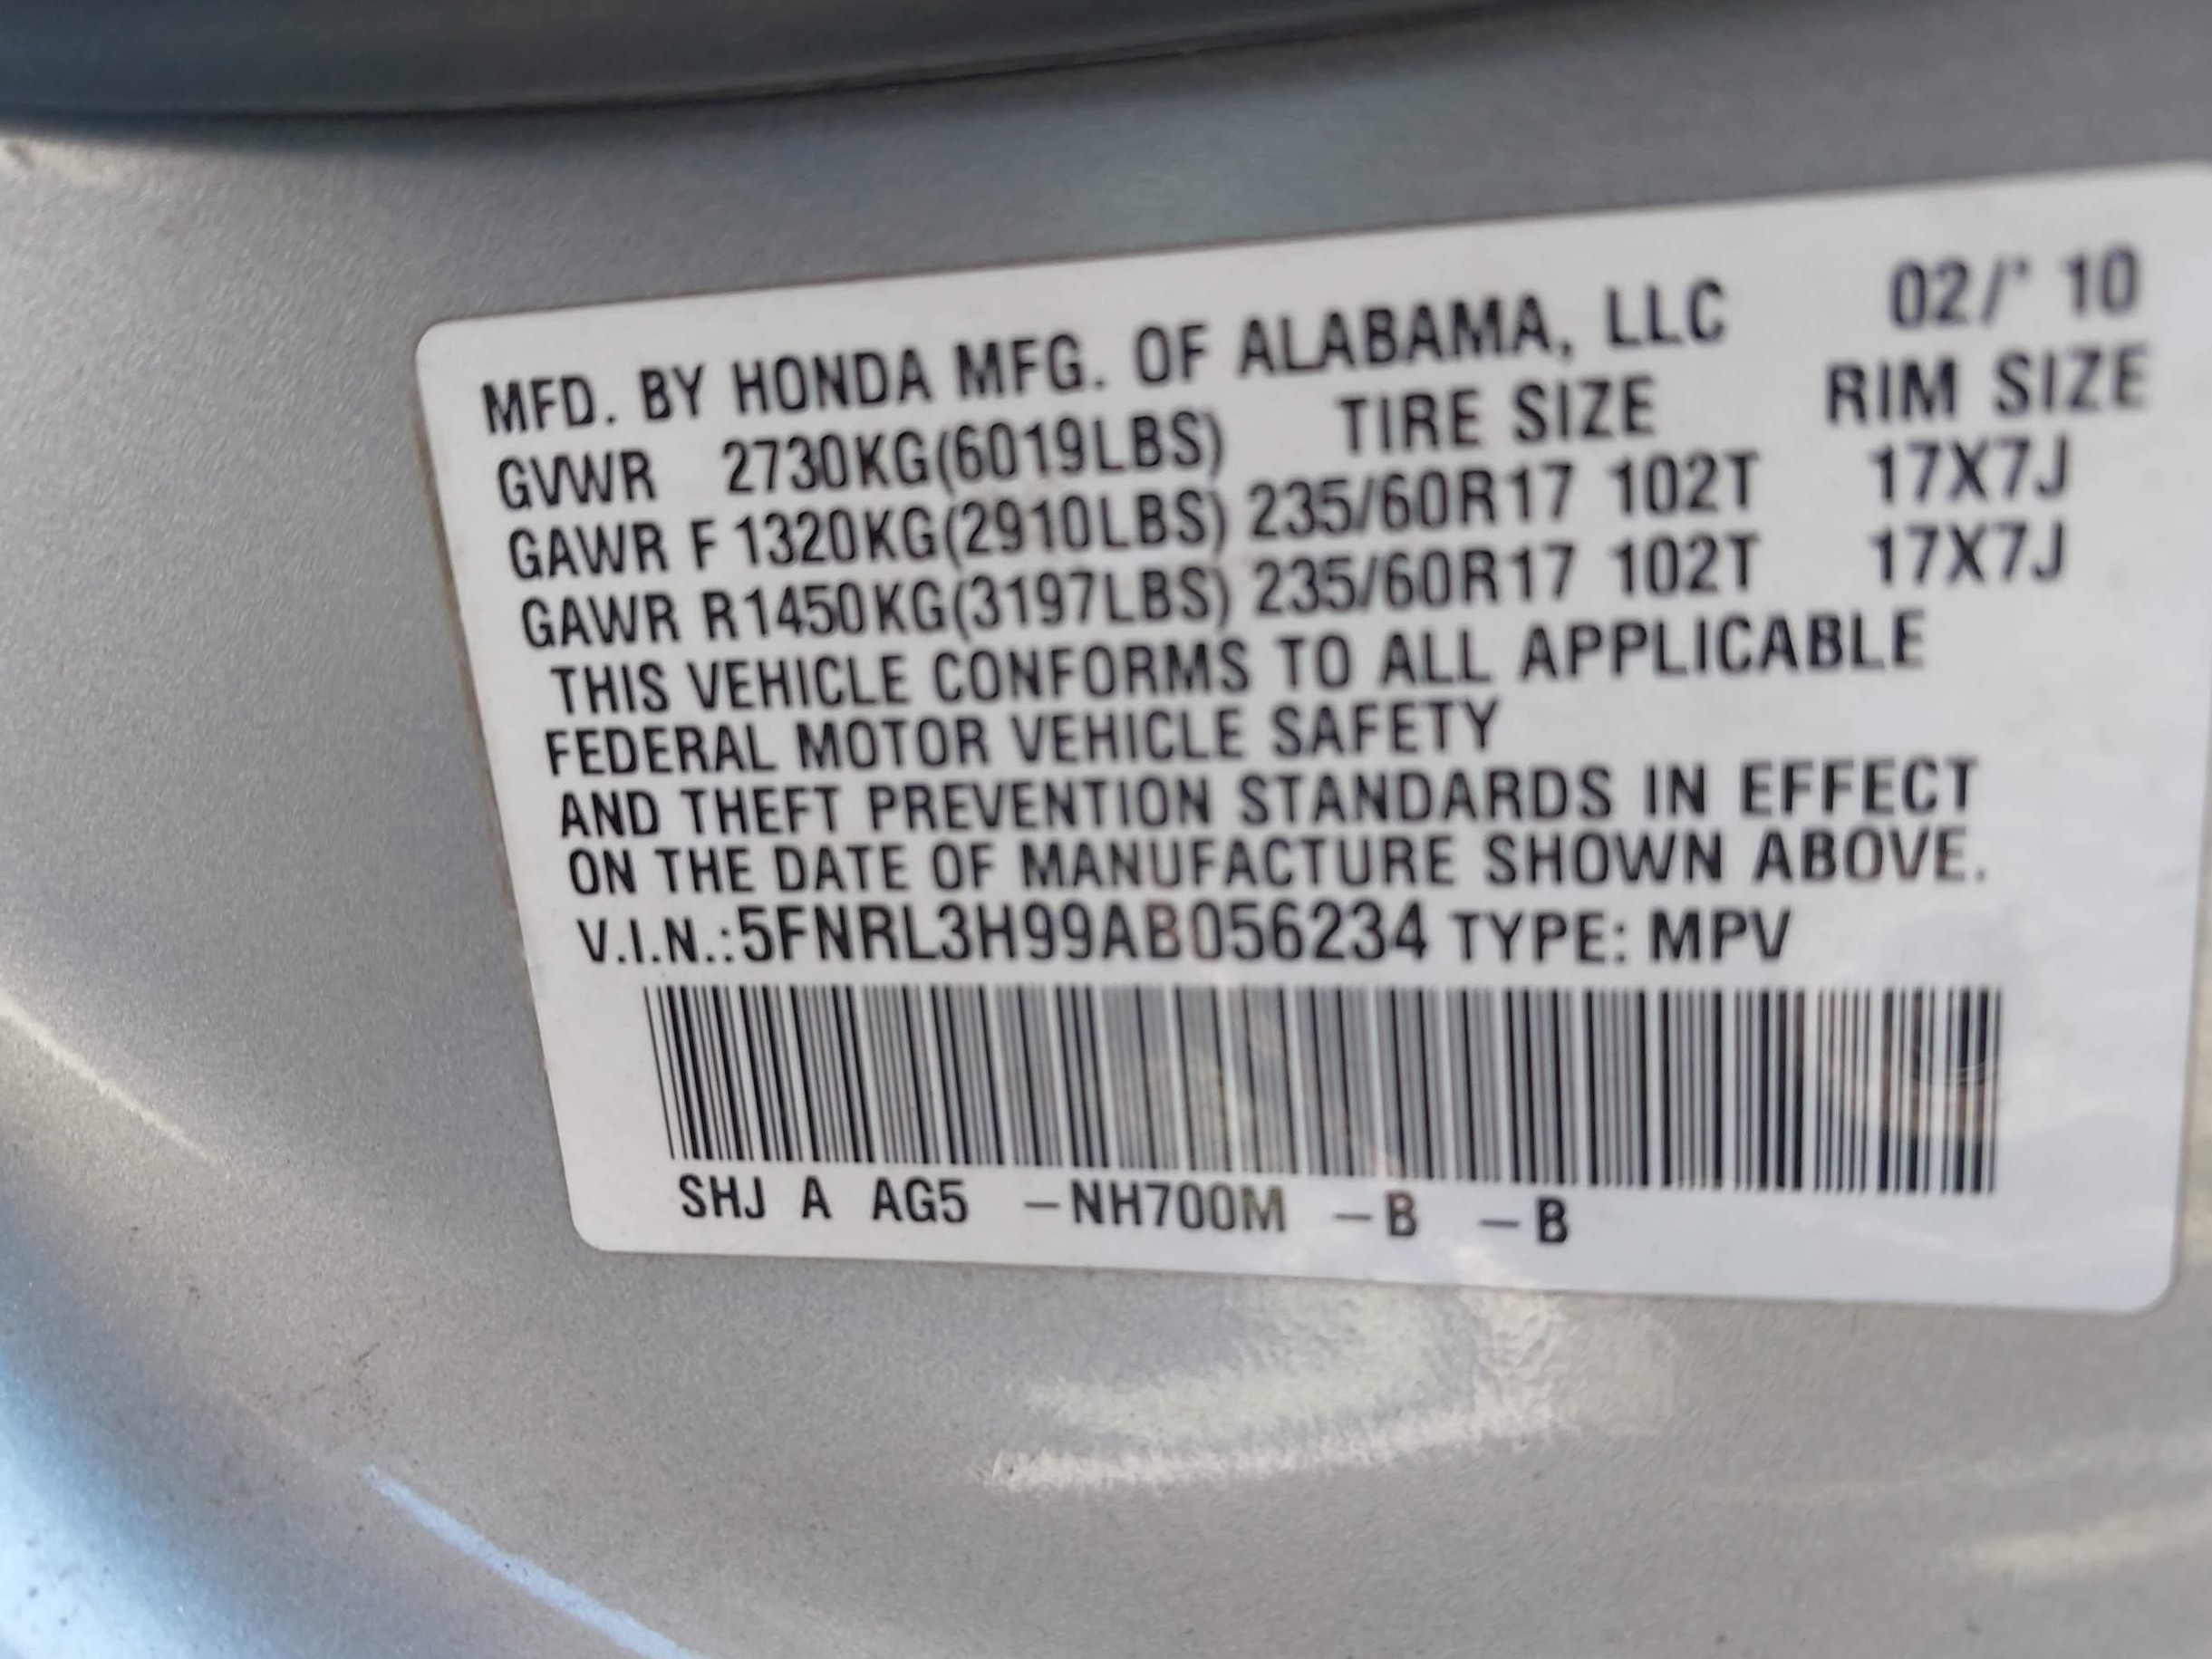 MFD. BY HONDA MFG. OF ALABAMA, LLC 02/' 10
GVWR 2730KG(6019LBS) TIRE SIZE RIM SIZE
GAWR F 1320KG(2910LBS) 235/60R17 102T 17X7J
GAWR R1450KG(3197LBS) 235/60R17 102T 17X7J
THIS VEHICLE CONFORMS TO ALL APPLICABLE
FEDERAL MOTOR VEHICLE SAFETY
AND THEFT PREVENTION STANDARDS IN EFFECT
ON THE DATE OF MANUFACTURE SHOWN ABOVE.
V.I.N.:5FNRL3H99AB056234 TYPE: MPV
SHJ A AG5 –NH700M –B –B